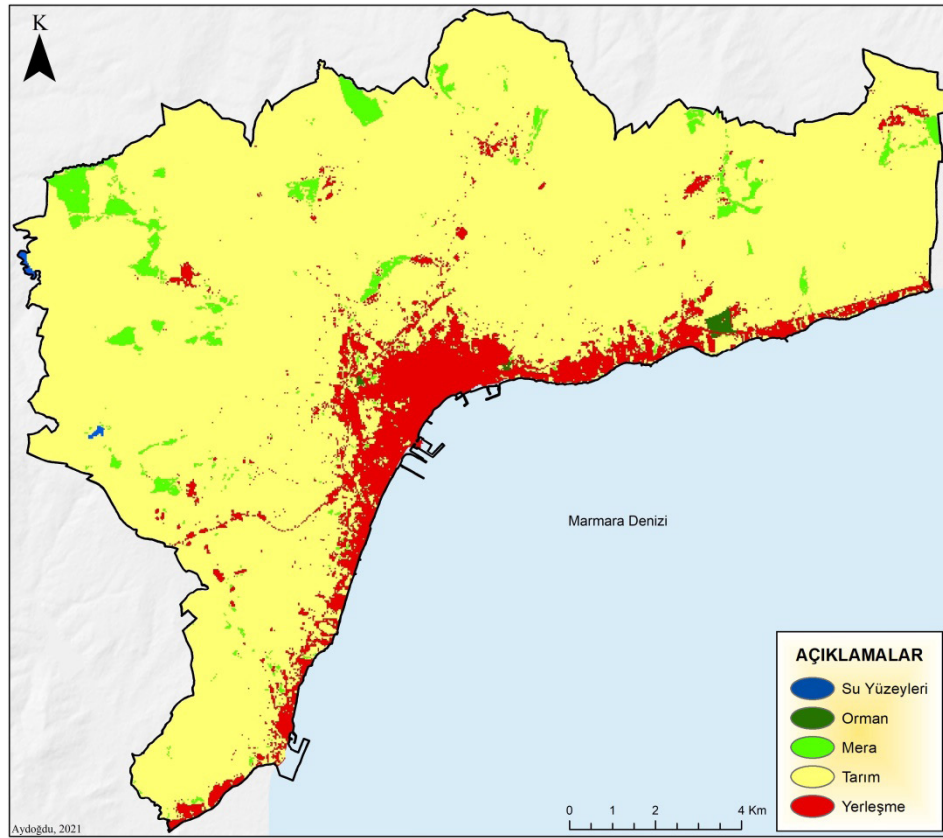 K
Marmara Denizi
AÇIKLAMALAR
Su Yüzeyleri
Orman
Mera
Tarım
Yerleşme
0 1 2 4 Km
Aydoğdu, 2021